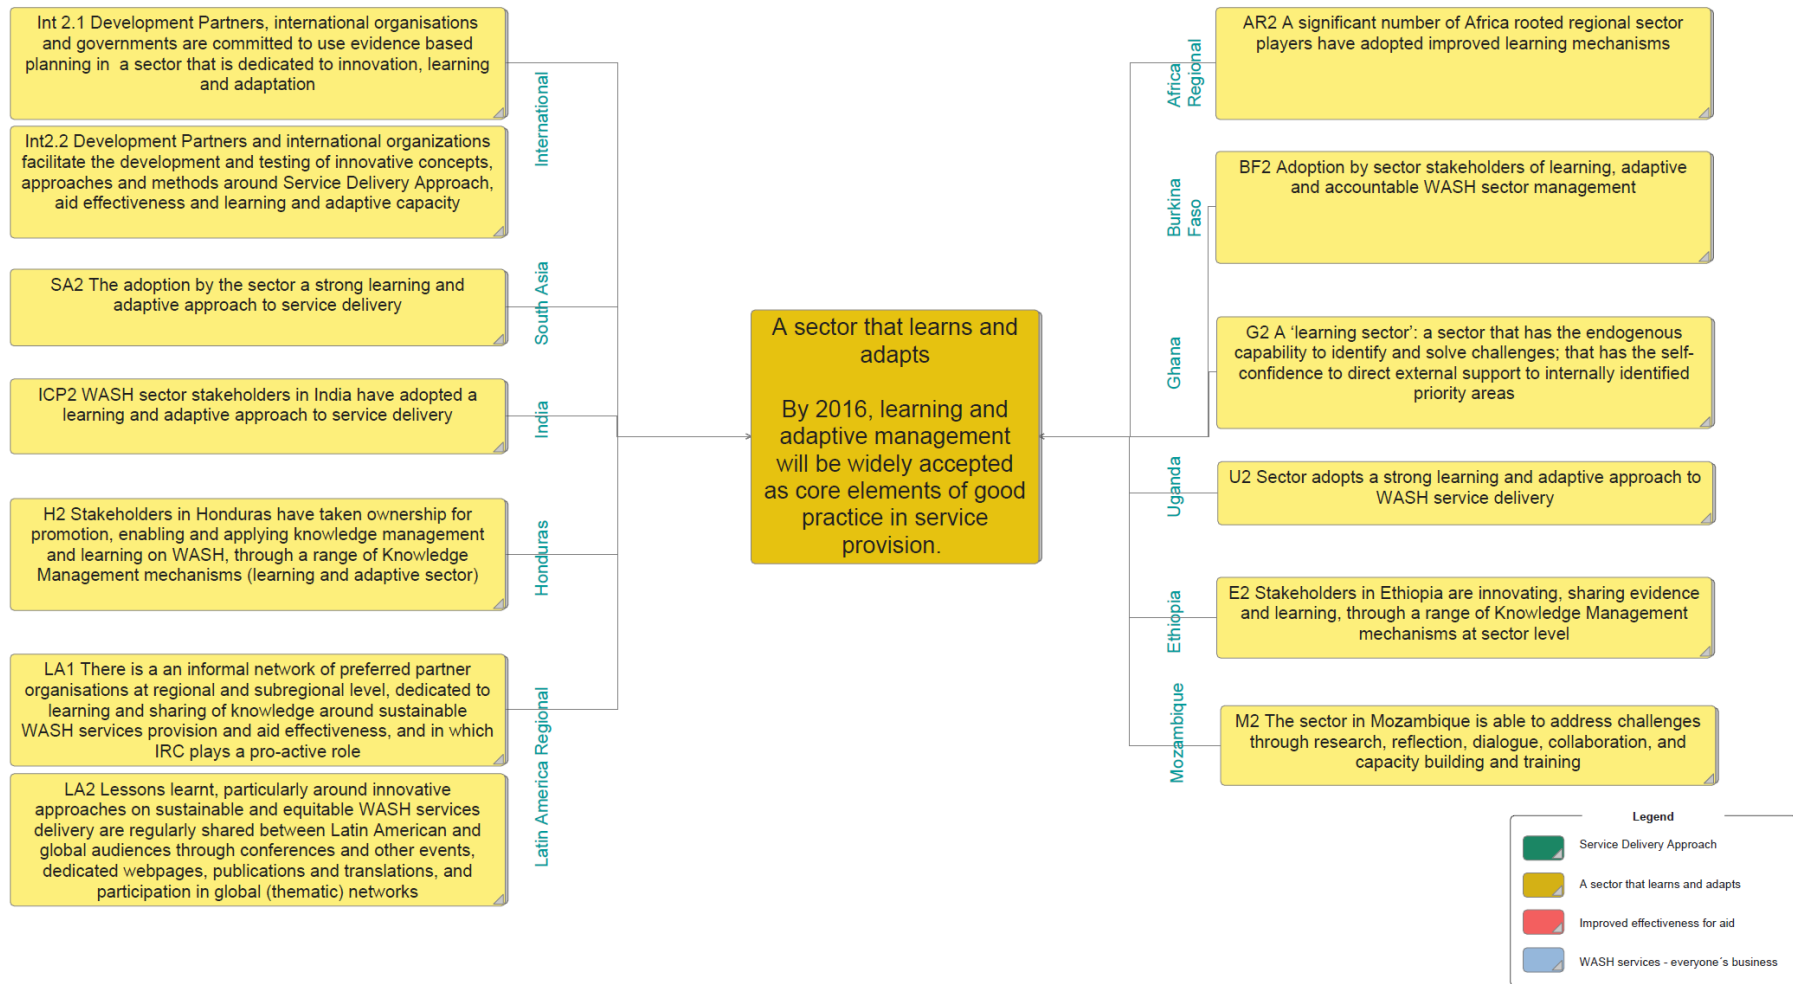 Int 2.1 Development Partners, international organisations
and governments are committed to use evidence based
planning in a sector that is dedicated to innovation, learning
and adaptation
International
Int2.2 Development Partners and international organizations
facilitate the development and testing of innovative concepts,
approaches and methods around Service Delivery Approach,
aid effectiveness and learning and adaptive capacity
SA2 The adoption by the sector a strong learning and
adaptive approach to service delivery
South Asia
ICP2 WASH sector stakeholders in India have adopted a
learning and adaptive approach to service delivery
India
H2 Stakeholders in Honduras have taken ownership for
promotion, enabling and applying knowledge management
and learning on WASH, through a range of Knowledge
Management mechanisms (learning and adaptive sector)
Honduras
LA1 There is a an informal network of preferred partner
organisations at regional and subregional level, dedicated to
learning and sharing of knowledge around sustainable
WASH services provision and aid effectiveness, and in which
IRC plays a pro-active role
Latin America Regional
LA2 Lessons learnt, particularly around innovative
approaches on sustainable and equitable WASH services
delivery are regularly shared between Latin American and
global audiences through conferences and other events,
dedicated webpages, publications and translations, and
participation in global (thematic) networks
A sector that learns and
adapts
By 2016, learning and
adaptive management
will be widely accepted
as core elements of good
practice in service
provision.
Africa
Regional
AR2 A significant number of Africa rooted regional sector
players have adopted improved learning mechanisms
Burkina
Faso
BF2 Adoption by sector stakeholders of learning, adaptive
and accountable WASH sector management
Ghana
G2 A ‘learning sector’: a sector that has the endogenous
capability to identify and solve challenges; that has the self-
confidence to direct external support to internally identified
priority areas
Uganda
U2 Sector adopts a strong learning and adaptive approach to
WASH service delivery
Ethiopia
E2 Stakeholders in Ethiopia are innovating, sharing evidence
and learning, through a range of Knowledge Management
mechanisms at sector level
Mozambique
M2 The sector in Mozambique is able to address challenges
through research, reflection, dialogue, collaboration, and
capacity building and training
Legend
Service Delivery Approach
A sector that learns and adapts
Improved effectiveness for aid
WASH services - everyone´s business